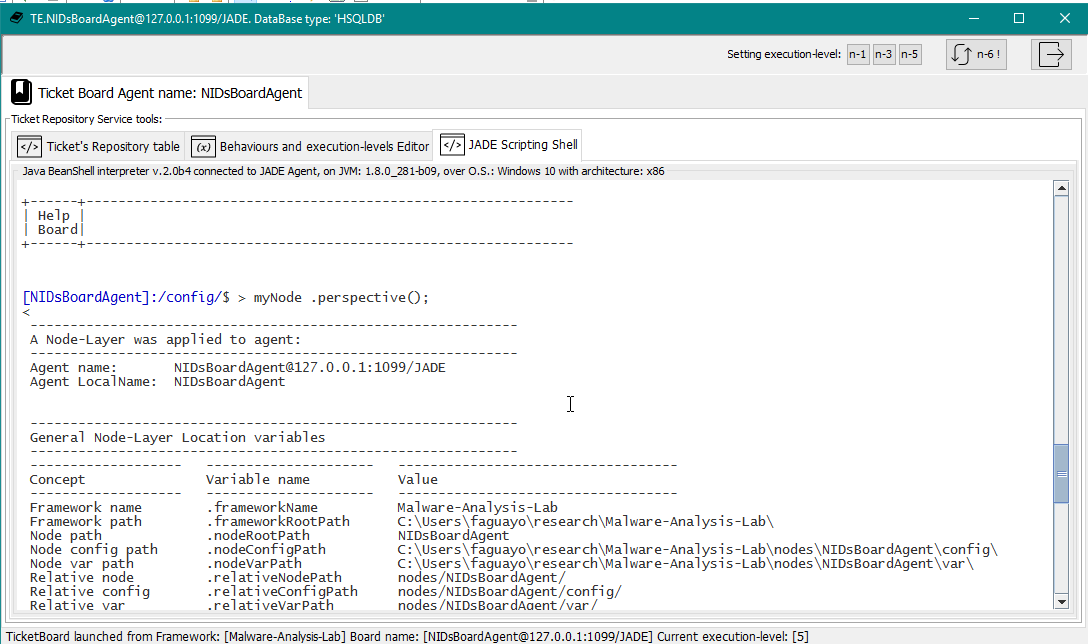 TE.NIDsBoardAgent@127.0.0.1:1099/JADE. DataBase type: 'HSQLDB'
Setting execution-level: n-1 n-3 n-5 n-6 !
Ticket Board Agent name: NIDsBoardAgent
Ticket Repository Service tools:
</> Ticket's Repository table (x) Behaviours and execution-levels Editor </> JADE Scripting Shell
Java BeanShell interpreter v.2.0b4 connected to JADE Agent, on JVM: 1.8.0_281-b09, over O.S.: Windows 10 with architecture: x86
+------+-------------------------------------------------------------
| Help |
| Board|
+------+-------------------------------------------------------------
[NIDsBoardAgent]:/config/$ > myNode .perspective();
<
-------------------------------------------------------------
A Node-Layer was applied to agent:
-------------------------------------------------------------
Agent name: NIDsBoardAgent@127.0.0.1:1099/JADE
Agent LocalName: NIDsBoardAgent
-------------------------------------------------------------
General Node-Layer Location variables
-------------------------------------------------------------
------------------- --------------------- -----------------------------------
Concept Variable name Value
------------------- --------------------- -----------------------------------
Framework name .frameworkName Malware-Analysis-Lab
Framework path .frameworkRootPath C:\Users\faguayo\research\Malware-Analysis-Lab\
Node path .nodeRootPath NIDsBoardAgent
Node config path .nodeConfigPath C:\Users\faguayo\research\Malware-Analysis-Lab\nodes\NIDsBoardAgent\config\
Node var path .nodeVarPath C:\Users\faguayo\research\Malware-Analysis-Lab\nodes\NIDsBoardAgent\var\
Relative node .relativeNodePath nodes/NIDsBoardAgent/
Relative config .relativeConfigPath nodes/NIDsBoardAgent/config/
Relative var .relativeVarPath nodes/NIDsBoardAgent/var/
TicketBoard launched from Framework: [Malware-Analysis-Lab] Board name: [NIDsBoardAgent@127.0.0.1:1099/JADE] Current execution-level: [5]